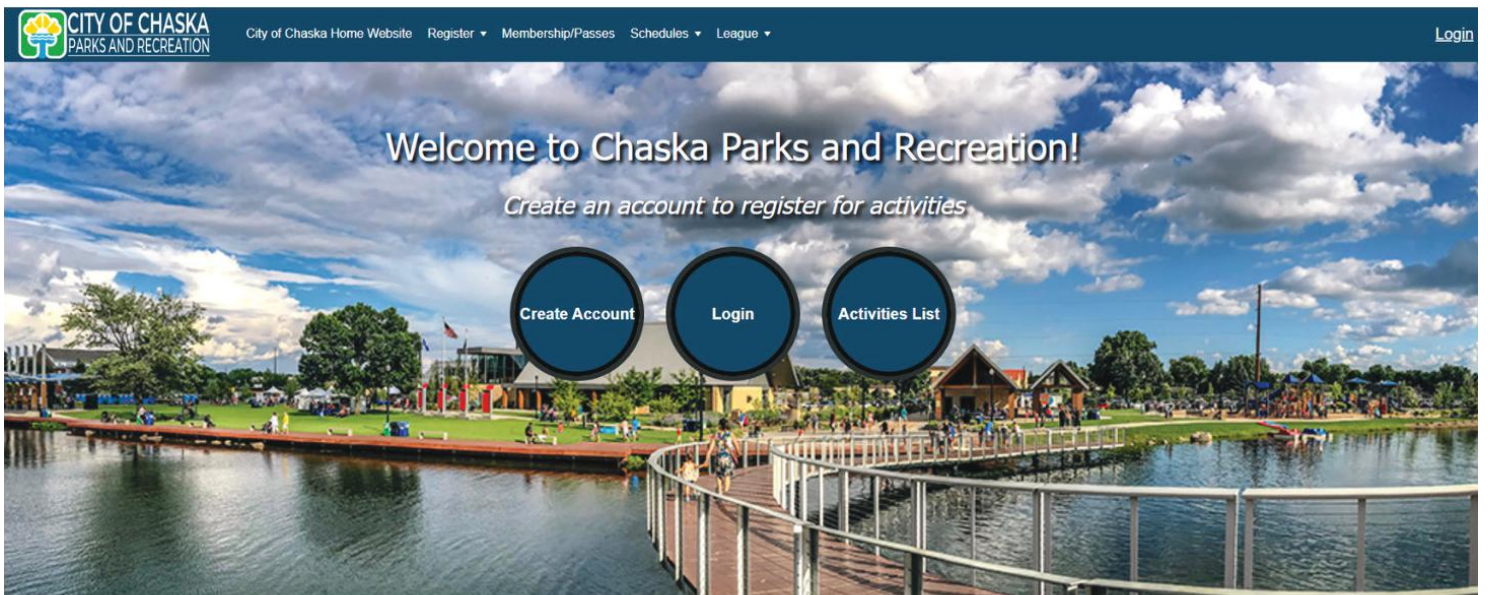 CITY OF CHASKA
PARKS AND RECREATION
City of Chaska Home Website Register Membership/Passes Schedules League Login
Welcome to Chaska Parks and Recreation!
Create an account to register for activities
Create Account Login Activities List